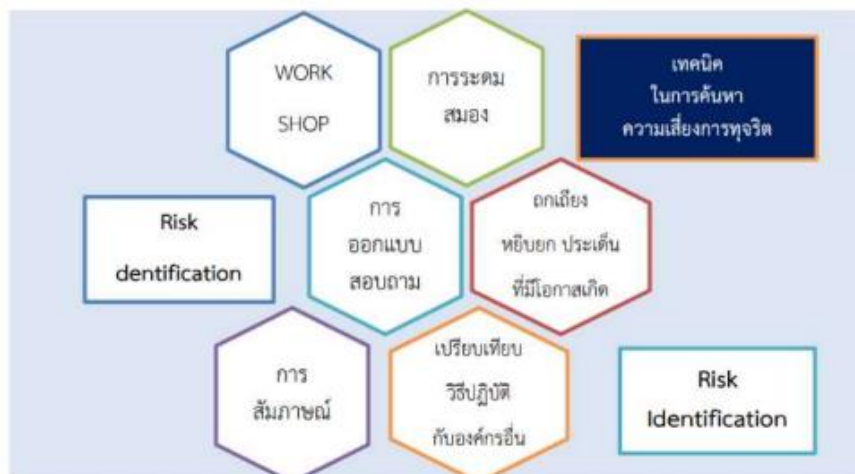 WORK
SHOP
การระดม
สมอง
เทคนิค
ในการค้นหา
ความเสี่ยงการทุจริต
Risk
dentification
การ
ออกแบบ
สอบถาม
ถกเถียง
หยิบยก ประเด็น
ที่มีโอกาสเกิด
การ
สัมภาษณ์
เปรียบเทียบ
วิธีปฏิบัติ
กับองค์กรอื่น
Risk
Identification